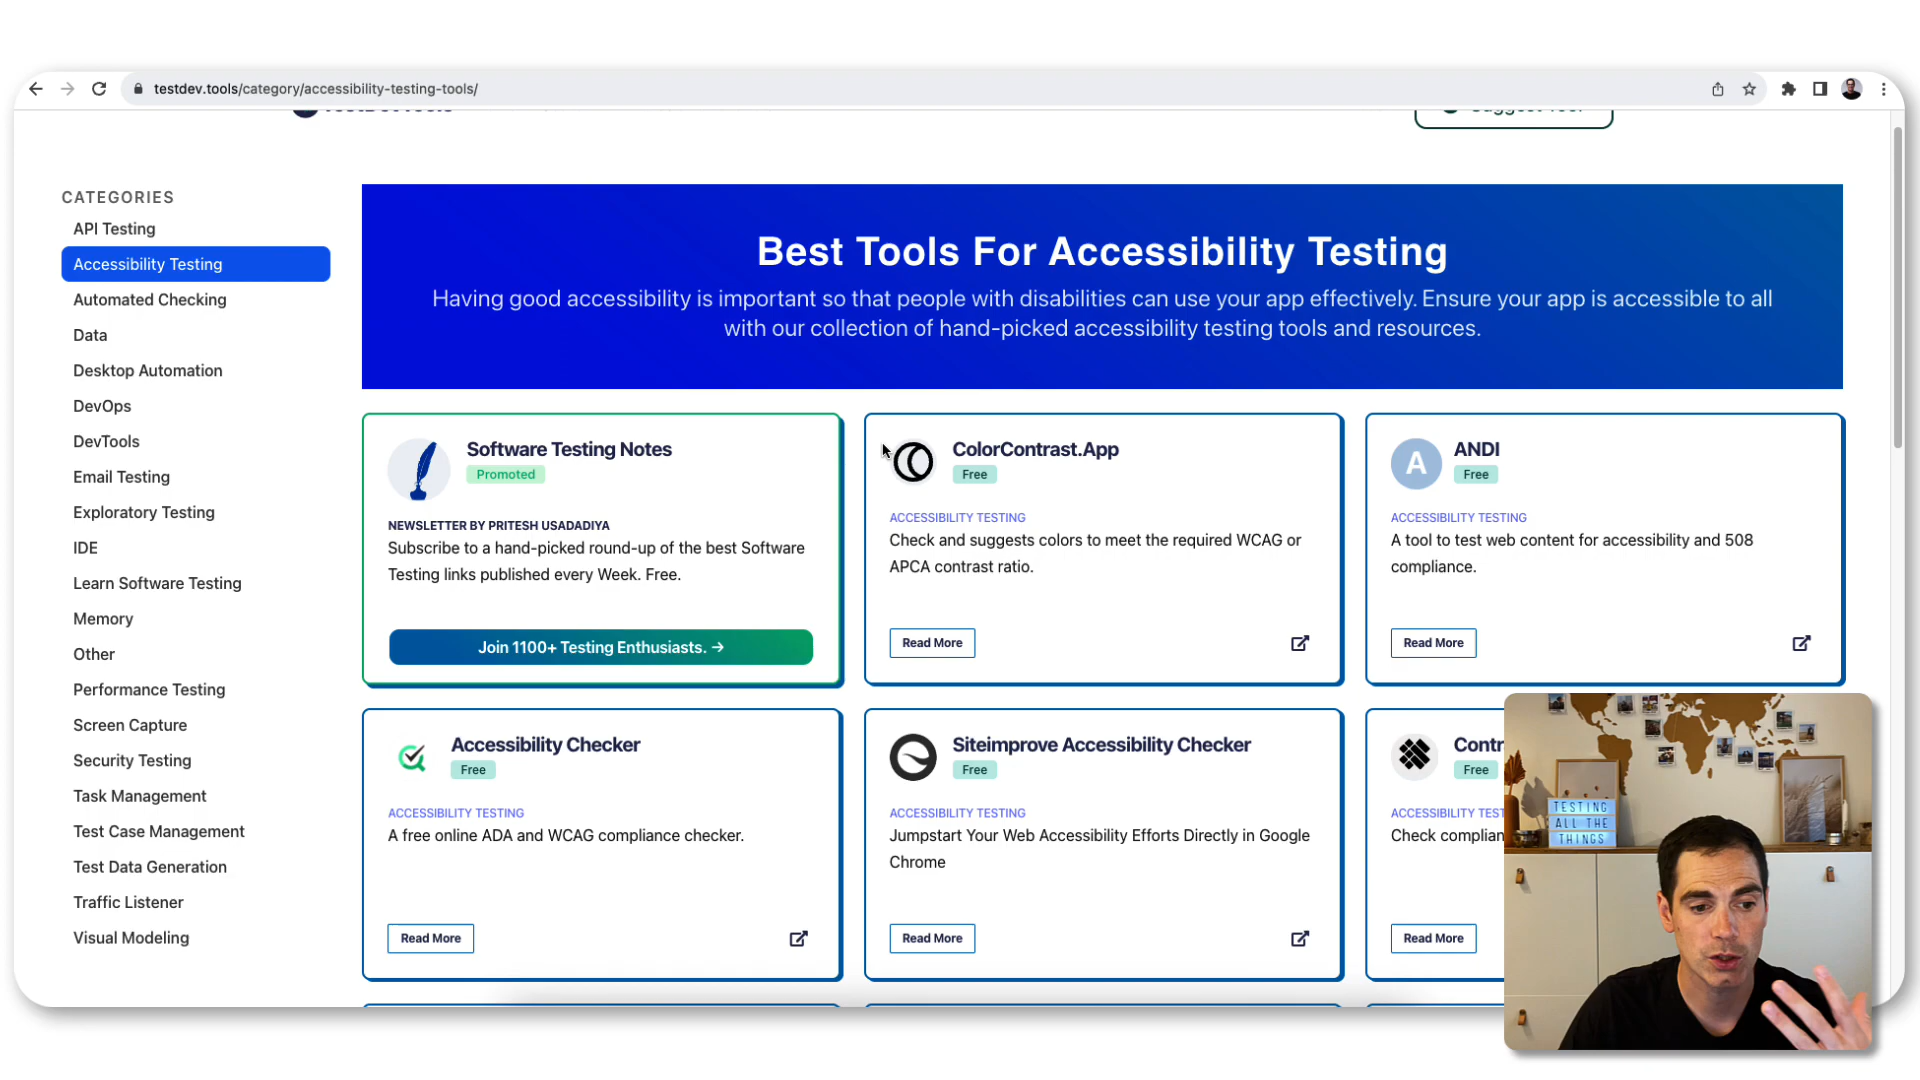 testdev.tools/category/accessibility-testing-tools/
CATEGORIES
API Testing
Accessibility Testing
Automated Checking
Data
Desktop Automation
DevOps
DevTools
Email Testing
Exploratory Testing
IDE
Learn Software Testing
Memory
Other
Performance Testing
Screen Capture
Security Testing
Task Management
Test Case Management
Test Data Generation
Traffic Listener
Visual Modeling
Best Tools For Accessibility Testing
Having good accessibility is important so that people with disabilities can use your app effectively. Ensure your app is accessible to all
with our collection of hand-picked accessibility testing tools and resources.
Software Testing Notes
Promoted
NEWSLETTER BY PRITESH USADADIYA
Subscribe to a hand-picked round-up of the best Software
Testing links published every Week. Free.
Join 1100+ Testing Enthusiasts. →
ColorContrast.App
Free
ACCESSIBILITY TESTING
Check and suggests colors to meet the required WCAG or
APCA contrast ratio.
Read More
A
ANDI
Free
ACCESSIBILITY TESTING
A tool to test web content for accessibility and 508
compliance.
Read More
Accessibility Checker
Free
ACCESSIBILITY TESTING
A free online ADA and WCAG compliance checker.
Read More
Siteimprove Accessibility Checker
Free
ACCESSIBILITY TESTING
Jumpstart Your Web Accessibility Efforts Directly in Google
Chrome
Read More
Contr
Free
ACCESSIBILITY TEST
Check complian
Read More
TESTING
ALL THE
THINGS